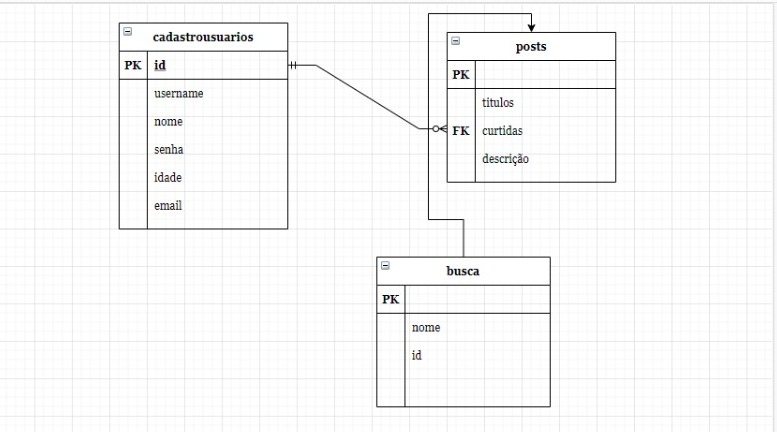 cadastrousuarios
PK id
username
nome
senha
idade
email
posts
PK
titulos
FK curtidas
descrição
busca
PK
nome
id